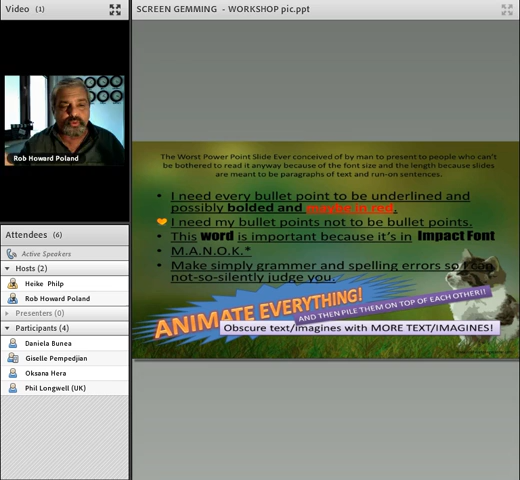 Video (1)
SCREEN GEMMING - WORKSHOP pic.ppt
Rob Howard Poland
Attendees (6)
Active Speakers
Hosts (2)
Heike Philp
Rob Howard Poland
Presenters (0)
Participants (4)
Daniela Bunea
Giselle Pempedjian
Oksana Hera
Phil Longwell (UK)
The Worst Power Point Slide Ever conceived of by man to present to people who can't
be bothered to read it anyway because of the font size and the length because slides
are meant to be paragraphs of text and run-on sentences.
• I need every bullet point to be underlined and
possibly bolded and maybe in red.
I need my bullet points not to be bullet points.
• This word is important because it's in Impact Font
• M.A.N.O.K.*
• Make simply grammer and spelling errors so I can
not-so-silently judge you.
ANIMATE EVERYTHING!
AND THEN PILE THEM ON TOP OF EACH OTHER!!
Obscure text/imagines with MORE TEXT/IMAGINES!